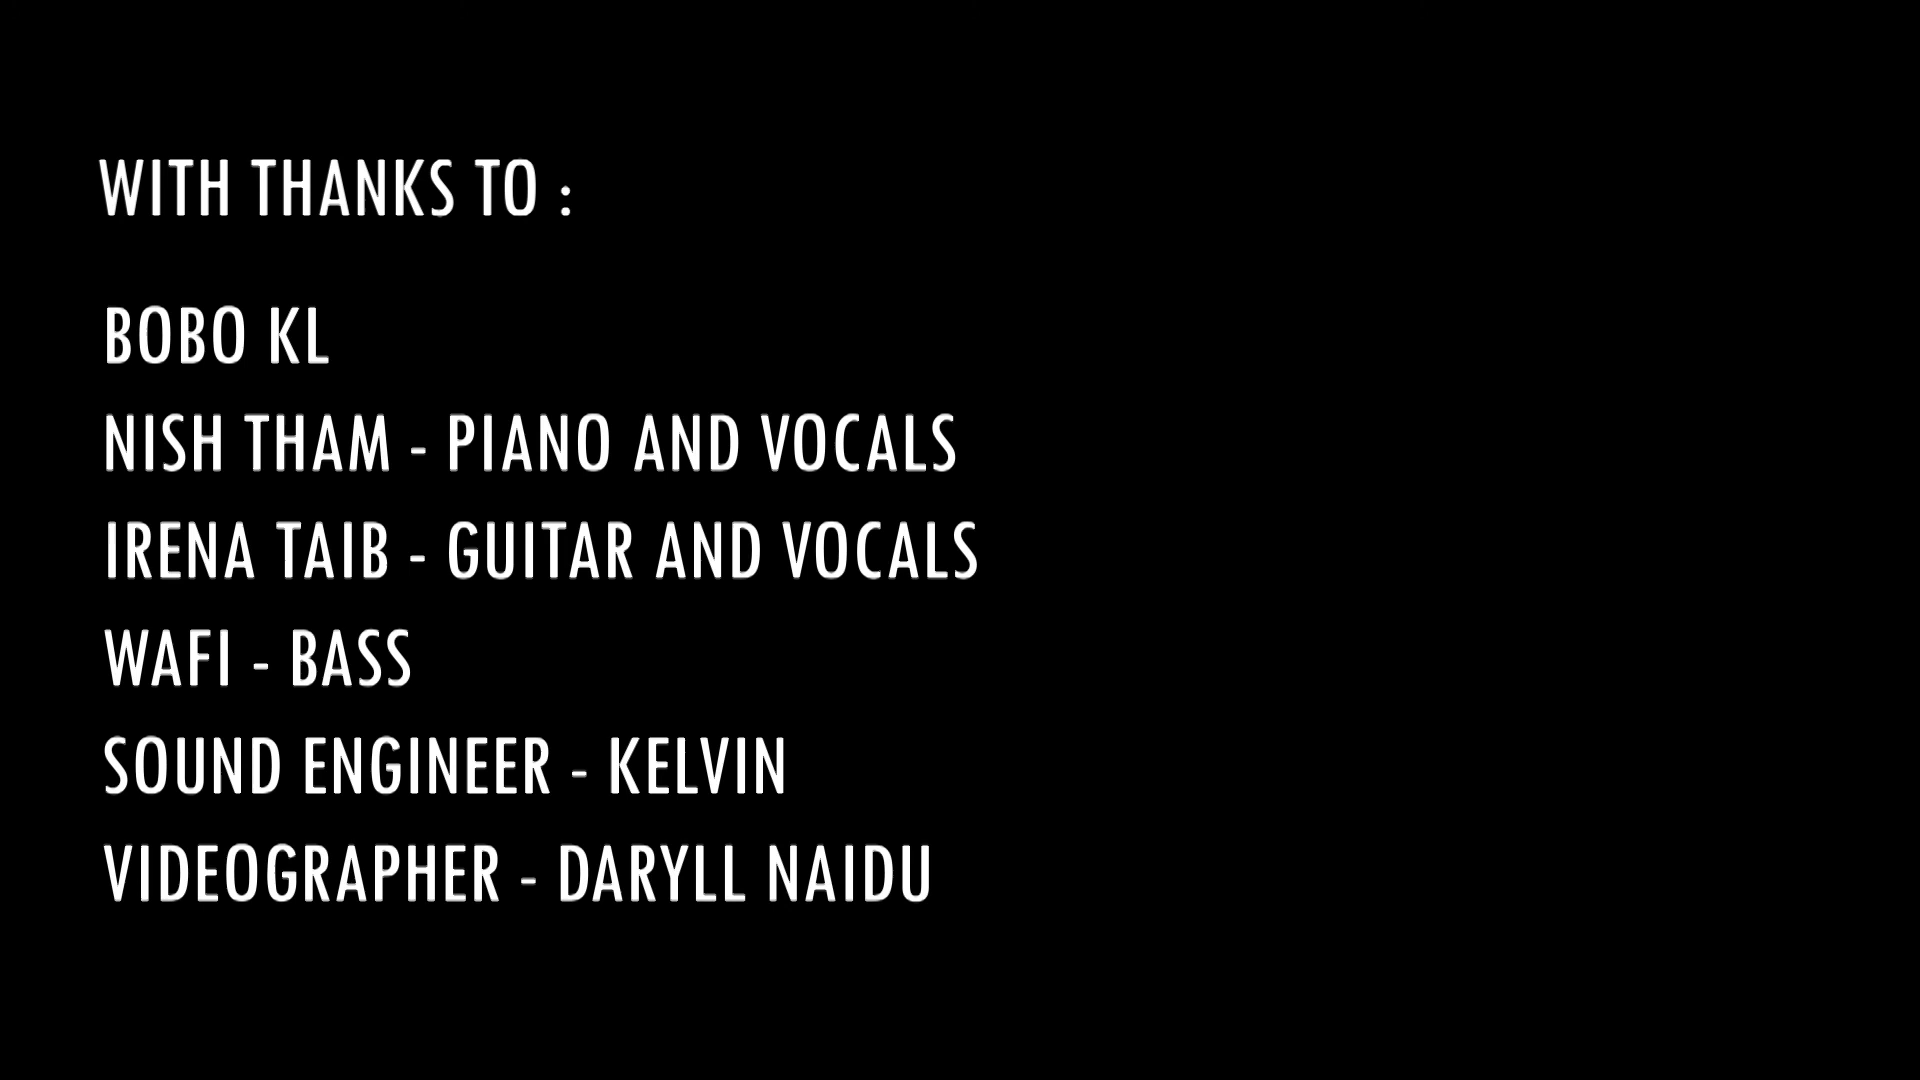 WITH THANKS TO :
BOBO KL
NISH THAM - PIANO AND VOCALS
IRENA TAIB - GUITAR AND VOCALS
WAFI - BASS
SOUND ENGINEER - KELVIN
VIDEOGRAPHER - DARYLL NAIDU